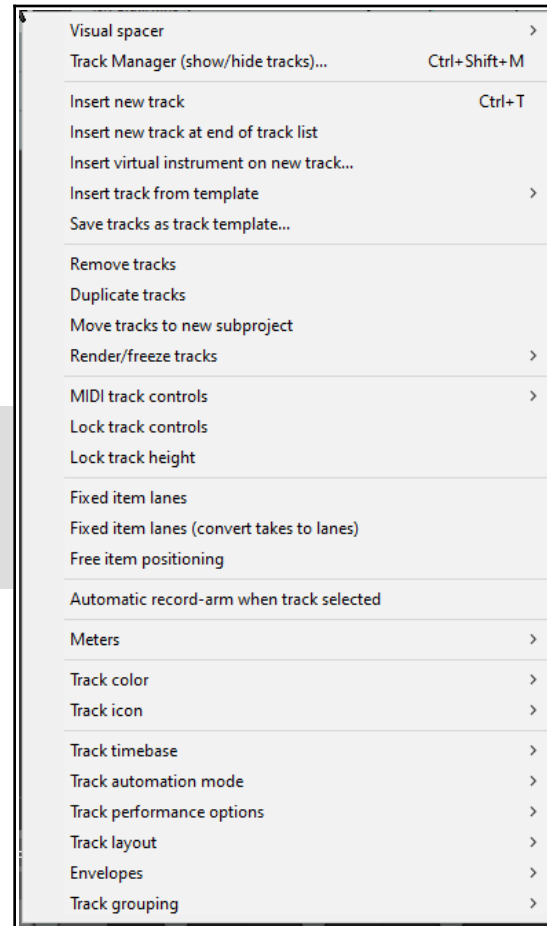 Visual spacer
Track Manager (show/hide tracks)... Ctrl+Shift+M
Insert new track Ctrl+T
Insert new track at end of track list
Insert virtual instrument on new track...
Insert track from template
Save tracks as track template...
Remove tracks
Duplicate tracks
Move tracks to new subproject
Render/freeze tracks
MIDI track controls
Lock track controls
Lock track height
Fixed item lanes
Fixed item lanes (convert takes to lanes)
Free item positioning
Automatic record-arm when track selected
Meters
Track color
Track icon
Track timebase
Track automation mode
Track performance options
Track layout
Envelopes
Track grouping